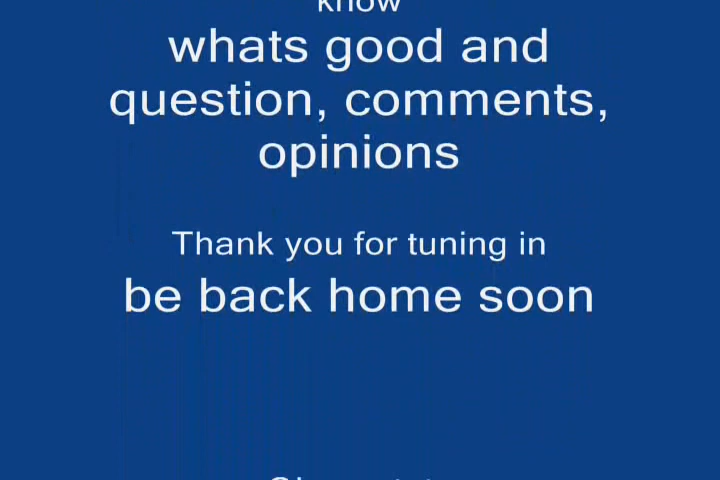 know
whats good and
question, comments,
opinions
Thank you for tuning in
be back home soon